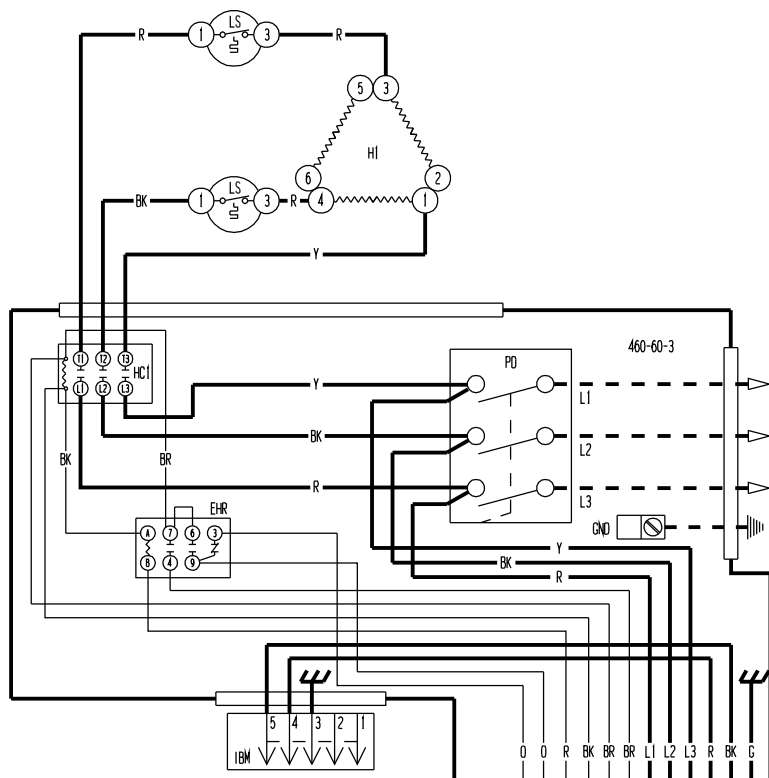 R LS R
1 3
5 3
H1
6 2
LS
BK 1 3 R 4 1
Y
460-60-3
T1 T2 T3
HC1
PD
L1 L2 L3
Y
L1
BK
L2
BK BR
R
L3
EHR
GND
A 7 6 3
Y
B 4 9
BK
R
5 4 3 2 1
IBM
O O R BK BR BR L1 L2 L3 R BK G